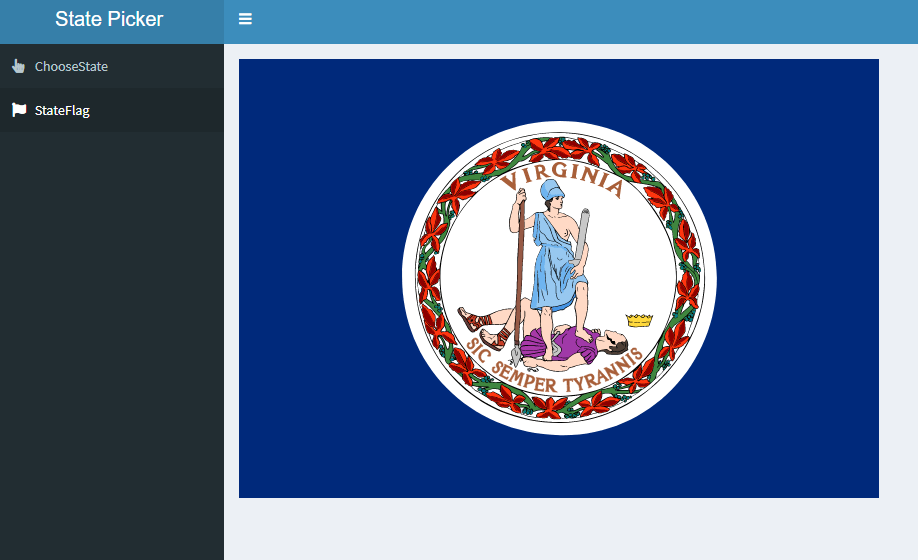 State Picker
ChooseState
StateFlag
VIRGINIA
SIC SEMPER TYRANNIS